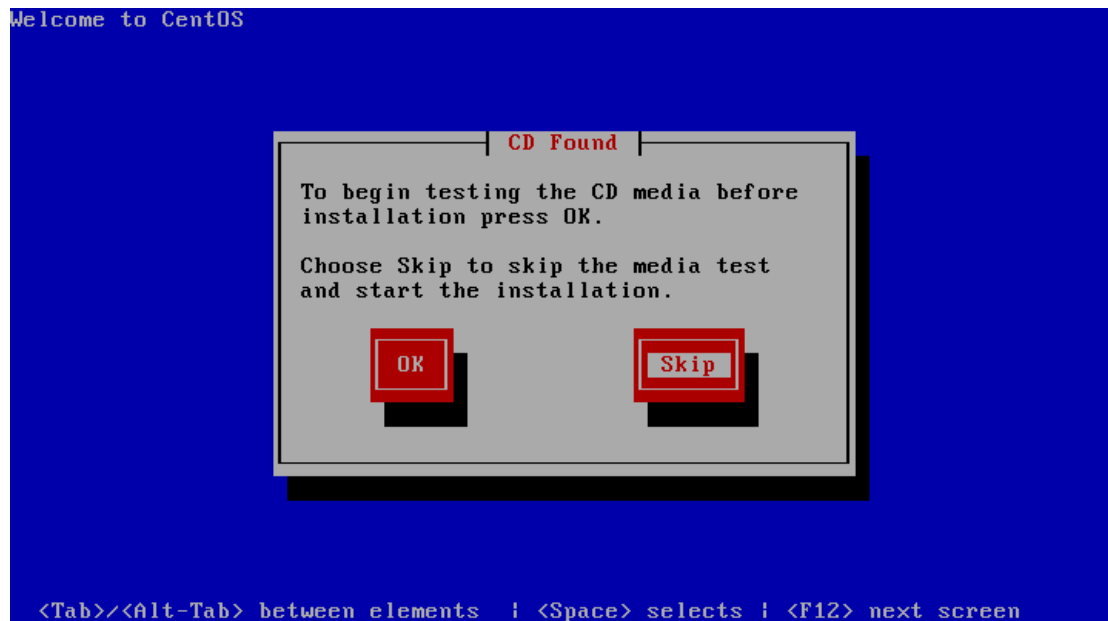 Welcome to CentOS
CD Found
To begin testing the CD media before
installation press OK.
Choose Skip to skip the media test
and start the installation.
OK Skip
<Tab>/<Alt-Tab> between elements | <Space> selects | <F12> next screen